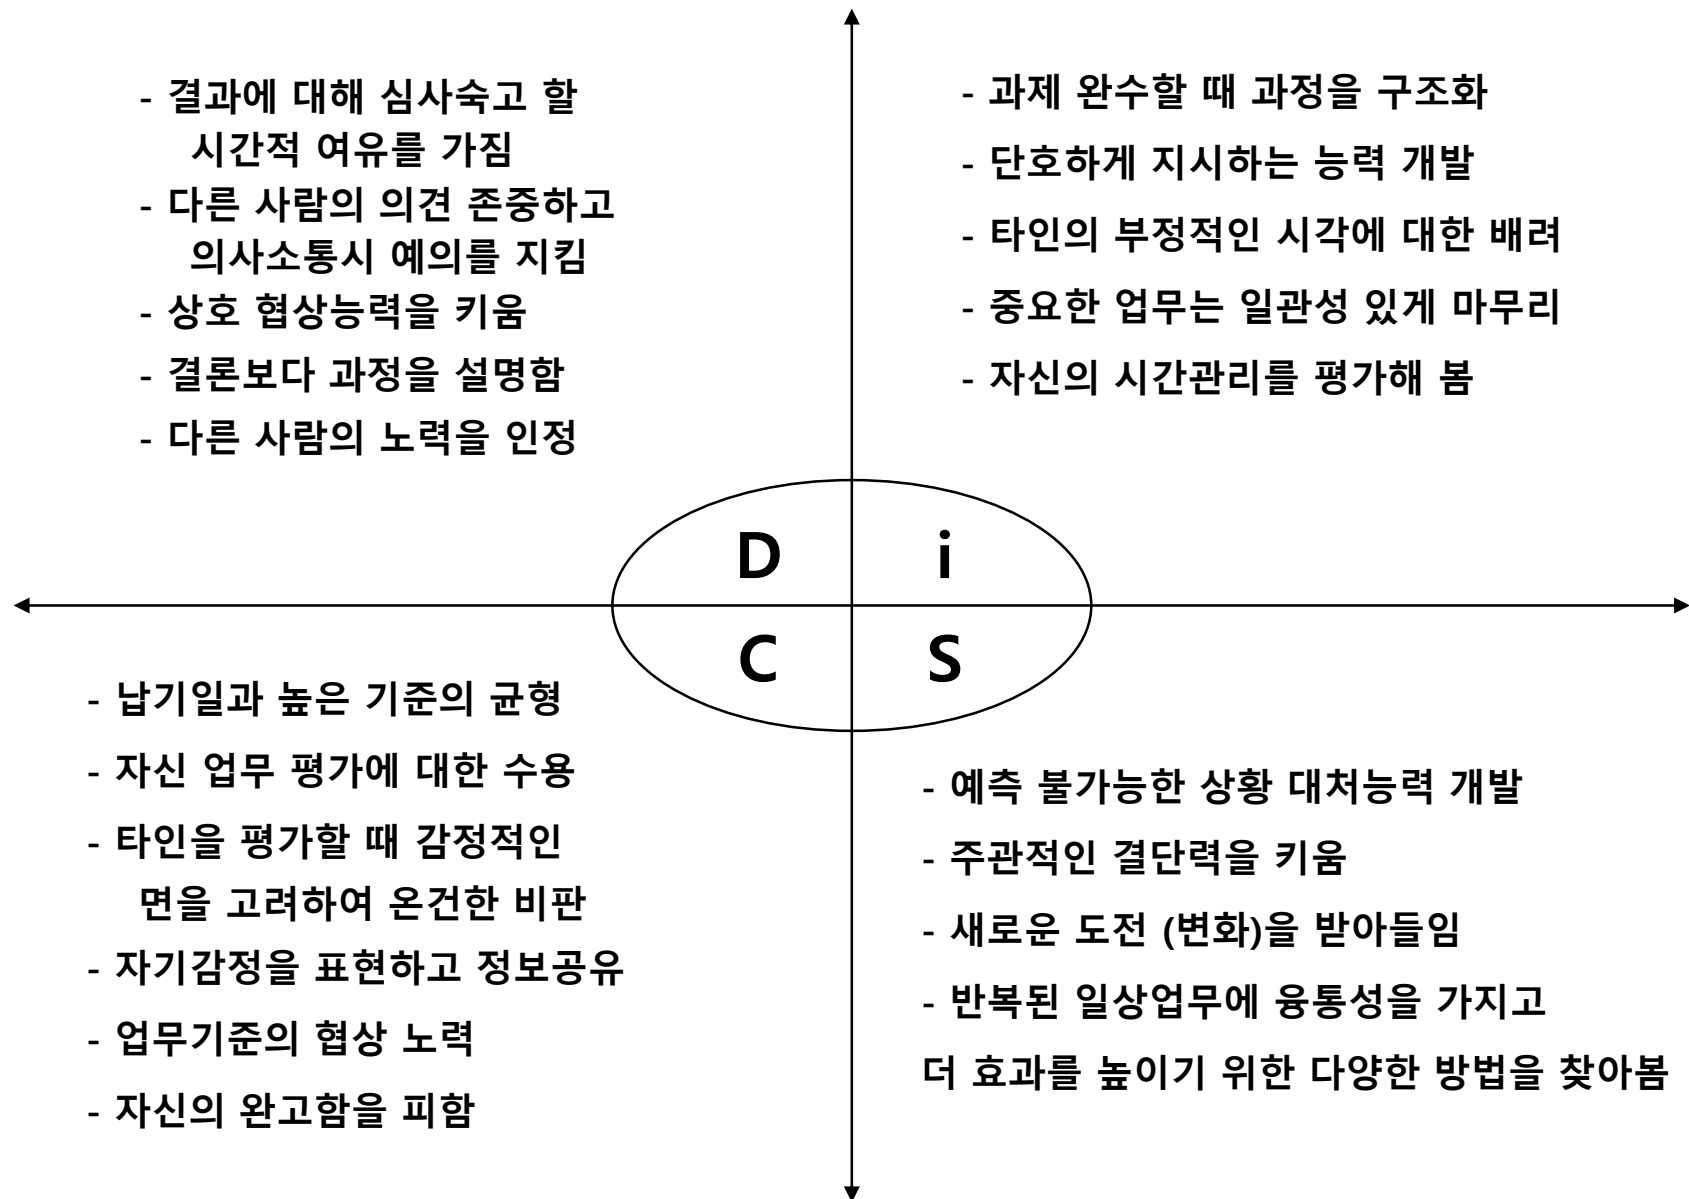 - 결과에 대해 심사숙고 할
시간적 여유를 가짐
- 다른 사람의 의견 존중하고
의사소통시 예의를 지킴
- 상호 협상능력을 키움
- 결론보다 과정을 설명함
- 다른 사람의 노력을 인정
- 과제 완수할 때 과정을 구조화
- 단호하게 지시하는 능력 개발
- 타인의 부정적인 시각에 대한 배려
- 중요한 업무는 일관성 있게 마무리
- 자신의 시간관리를 평가해 봄
D i
C S
- 납기일과 높은 기준의 균형
- 자신 업무 평가에 대한 수용
- 타인을 평가할 때 감정적인
면을 고려하여 온건한 비판
- 자기감정을 표현하고 정보공유
- 업무기준의 협상 노력
- 자신의 완고함을 피함
- 예측 불가능한 상황 대처능력 개발
- 주관적인 결단력을 키움
- 새로운 도전 (변화)을 받아들임
- 반복된 일상업무에 융통성을 가지고
더 효과를 높이기 위한 다양한 방법을 찾아봄